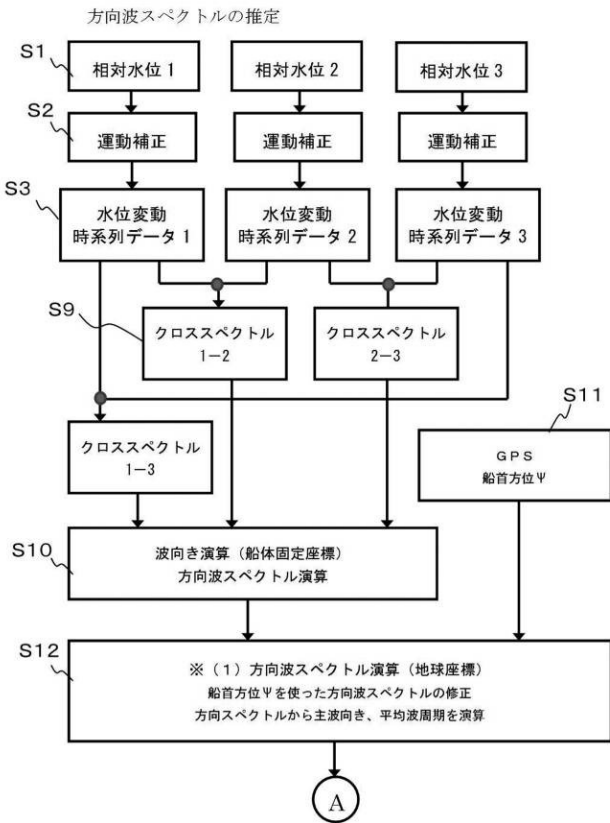 方向波スペクトルの推定
S1
相対水位1
相対水位2
相対水位3
S2
運動補正
運動補正
運動補正
S3
水位変動
時系列データ1
水位変動
時系列データ2
水位変動
時系列データ3
S9
クロススペクトル
1-2
クロススペクトル
2-3
クロススペクトル
1-3
S11
GPS
船首方位Ψ
S10
波向き演算（船体固定座標）
方向波スペクトル演算
S12
※（1）方向波スペクトル演算（地球座標）
船首方位Ψを使った方向波スペクトルの修正
方向スペクトルから主波向き、平均波周期を演算
A